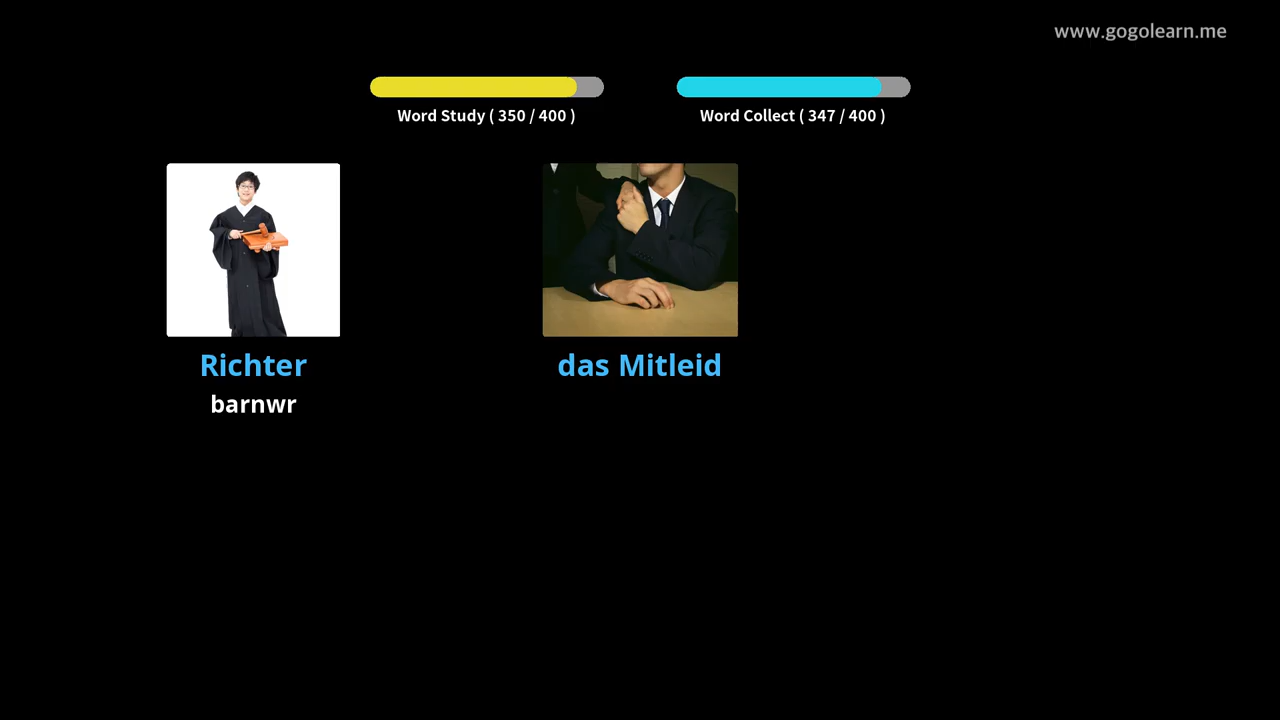 www.gogolearn.me
Word Study ( 350 / 400 )
Word Collect ( 347 / 400 )
Richter
barnwr
das Mitleid